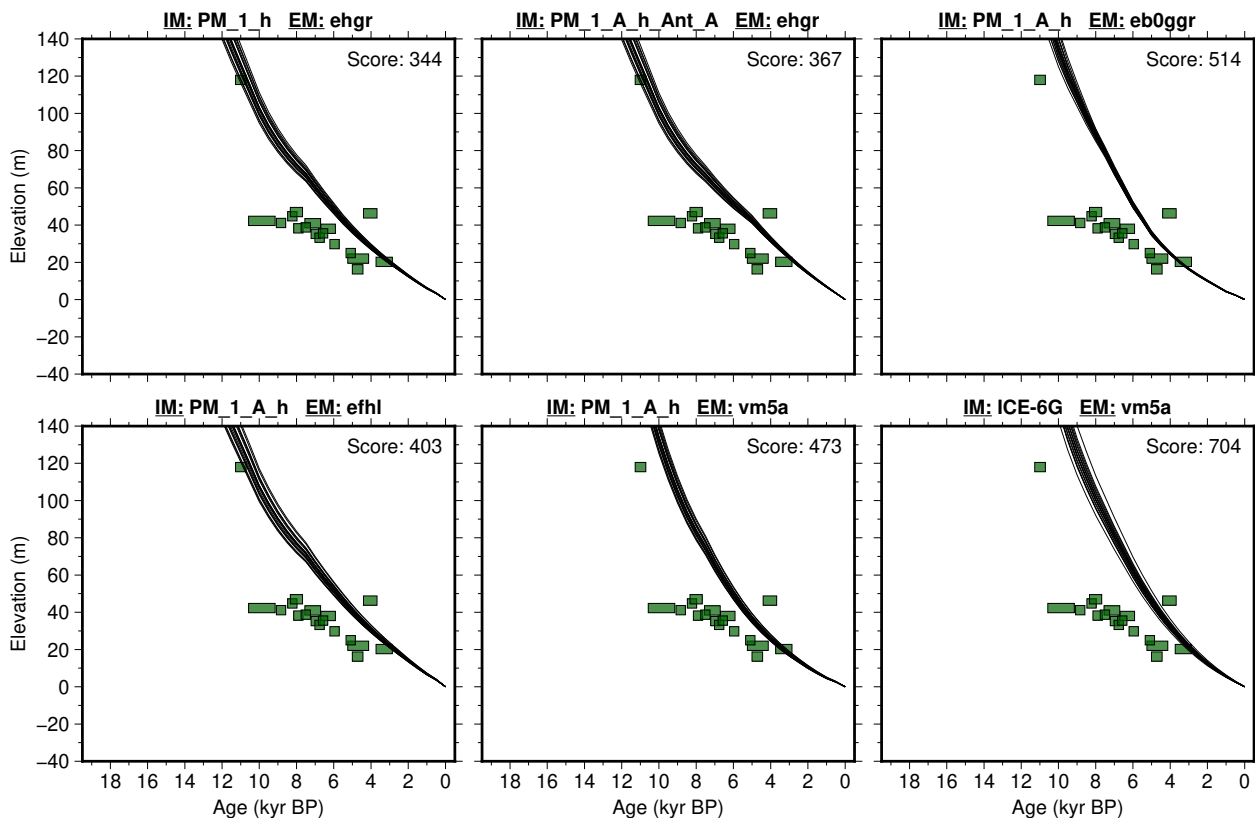 IM: PM_1_h EM: ehgr
IM: PM_1_A_h_Ant_A EM: ehgr
IM: PM_1_A_h EM: eb0ggr
Score: 344
Score: 367
Score: 514
140
120
100
80
60
40
20
0
−20
−40
Elevation (m)
IM: PM_1_A_h EM: efhl
IM: PM_1_A_h EM: vm5a
IM: ICE-6G EM: vm5a
Score: 403
Score: 473
Score: 704
140
120
100
80
60
40
20
0
−20
−40
Elevation (m)
18 16 14 12 10 8 6 4 2 0
18 16 14 12 10 8 6 4 2 0
18 16 14 12 10 8 6 4 2 0
Age (kyr BP)
Age (kyr BP)
Age (kyr BP)